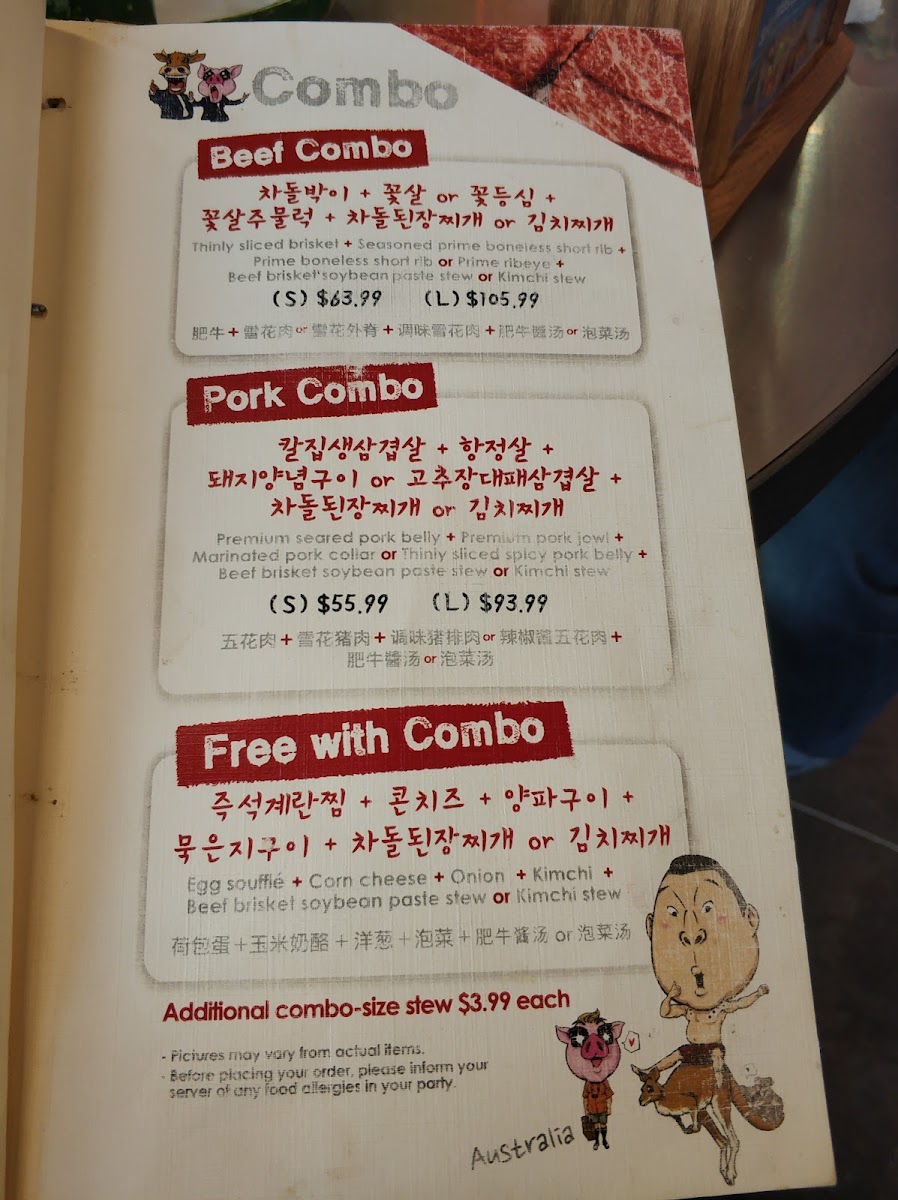 Combo
Beef Combo
차돌박이 + 꽃살 or 꽃등심 +
꽃살주물럭 + 차돌된장찌개 or 김치찌개
Thinly sliced brisket + Seasoned prime boneless short rib +
Prime boneless short rib or Prime ribeye +
Beef brisket soybean paste stew or Kimchi stew
(S) $63.99 (L) $105.99
肥牛 + 雪花肉 or 雪花外脊 + 调味雪花肉 + 肥牛醬汤 or 泡菜汤
Pork Combo
칼집생삼겹살 + 항정살 +
돼지양념구이 or 고추장대패삼겹살 +
차돌된장찌개 or 김치찌개
Premium seared pork belly + Premium pork jowl +
Marinated pork collar or Thinly sliced spicy pork belly +
Beef brisket soybean paste stew or Kimchi stew
(S) $55.99 (L) $93.99
五花肉 + 雪花猪肉 + 调味猪排肉 or 辣椒醬五花肉 +
肥牛醬汤 or 泡菜汤
Free with Combo
즉석계란찜 + 콘치즈 + 양파구이 +
묵은지구이 + 차돌된장찌개 or 김치찌개
Egg soufflé + Corn cheese + Onion + Kimchi +
Beef brisket soybean paste stew or Kimchi stew
荷包蛋 + 玉米奶酪 + 洋葱 + 泡菜 + 肥牛酱汤 or 泡菜汤
Additional combo-size stew $3.99 each
- Pictures may vary from actual items.
- Before placing your order, please inform your
server of any food allergies in your party.
Australia